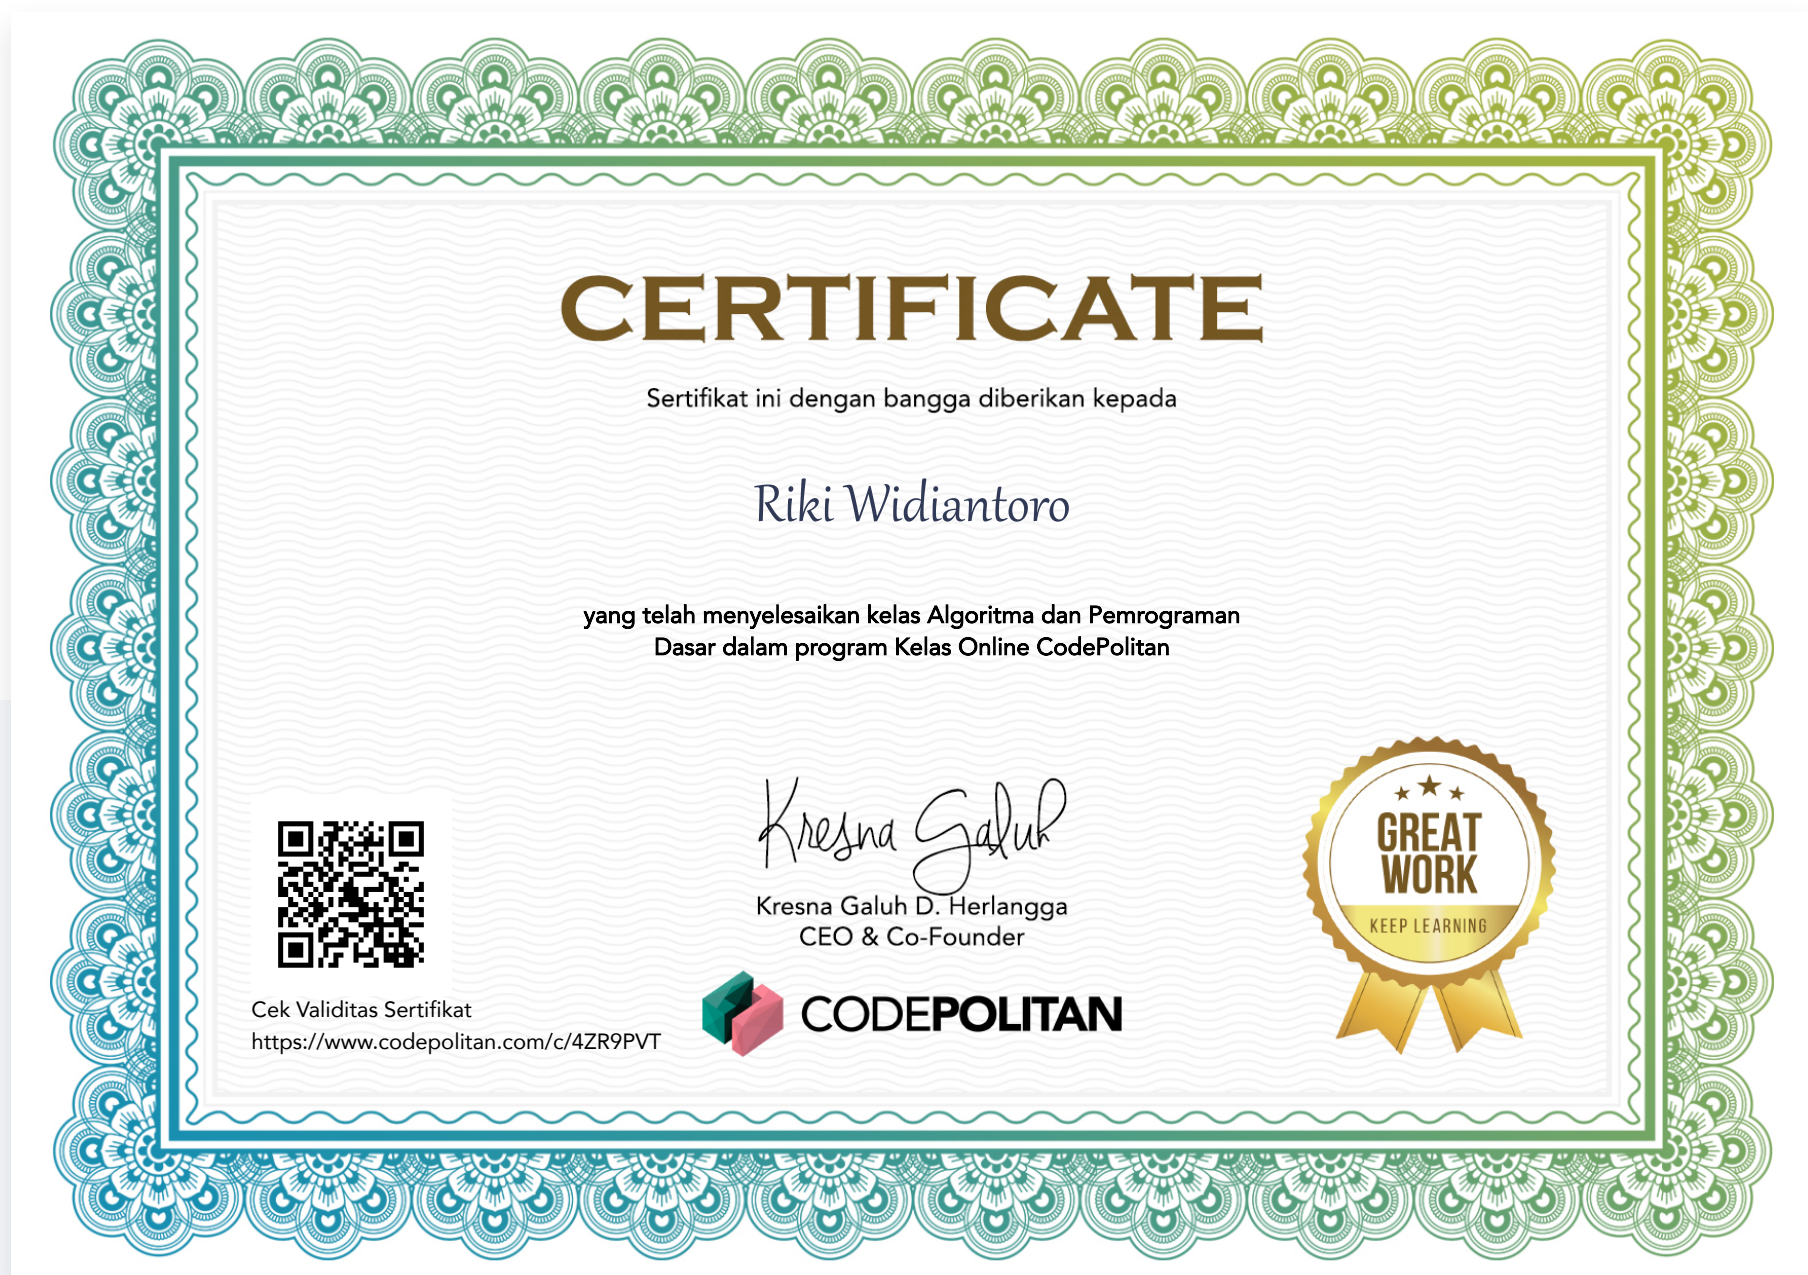 CERTIFICATE
Sertifikat ini dengan bangga diberikan kepada
Riki Widiantoro
yang telah menyelesaikan kelas Algoritma dan Pemrograman
Dasar dalam program Kelas Online CodePolitan
Kresna Galuh
Kresna Galuh D. Herlangga
CEO & Co-Founder
CODEPOLITAN
Cek Validitas Sertifikat
https://www.codepolitan.com/c/4ZR9PVT
GREAT
WORK
KEEP LEARNING